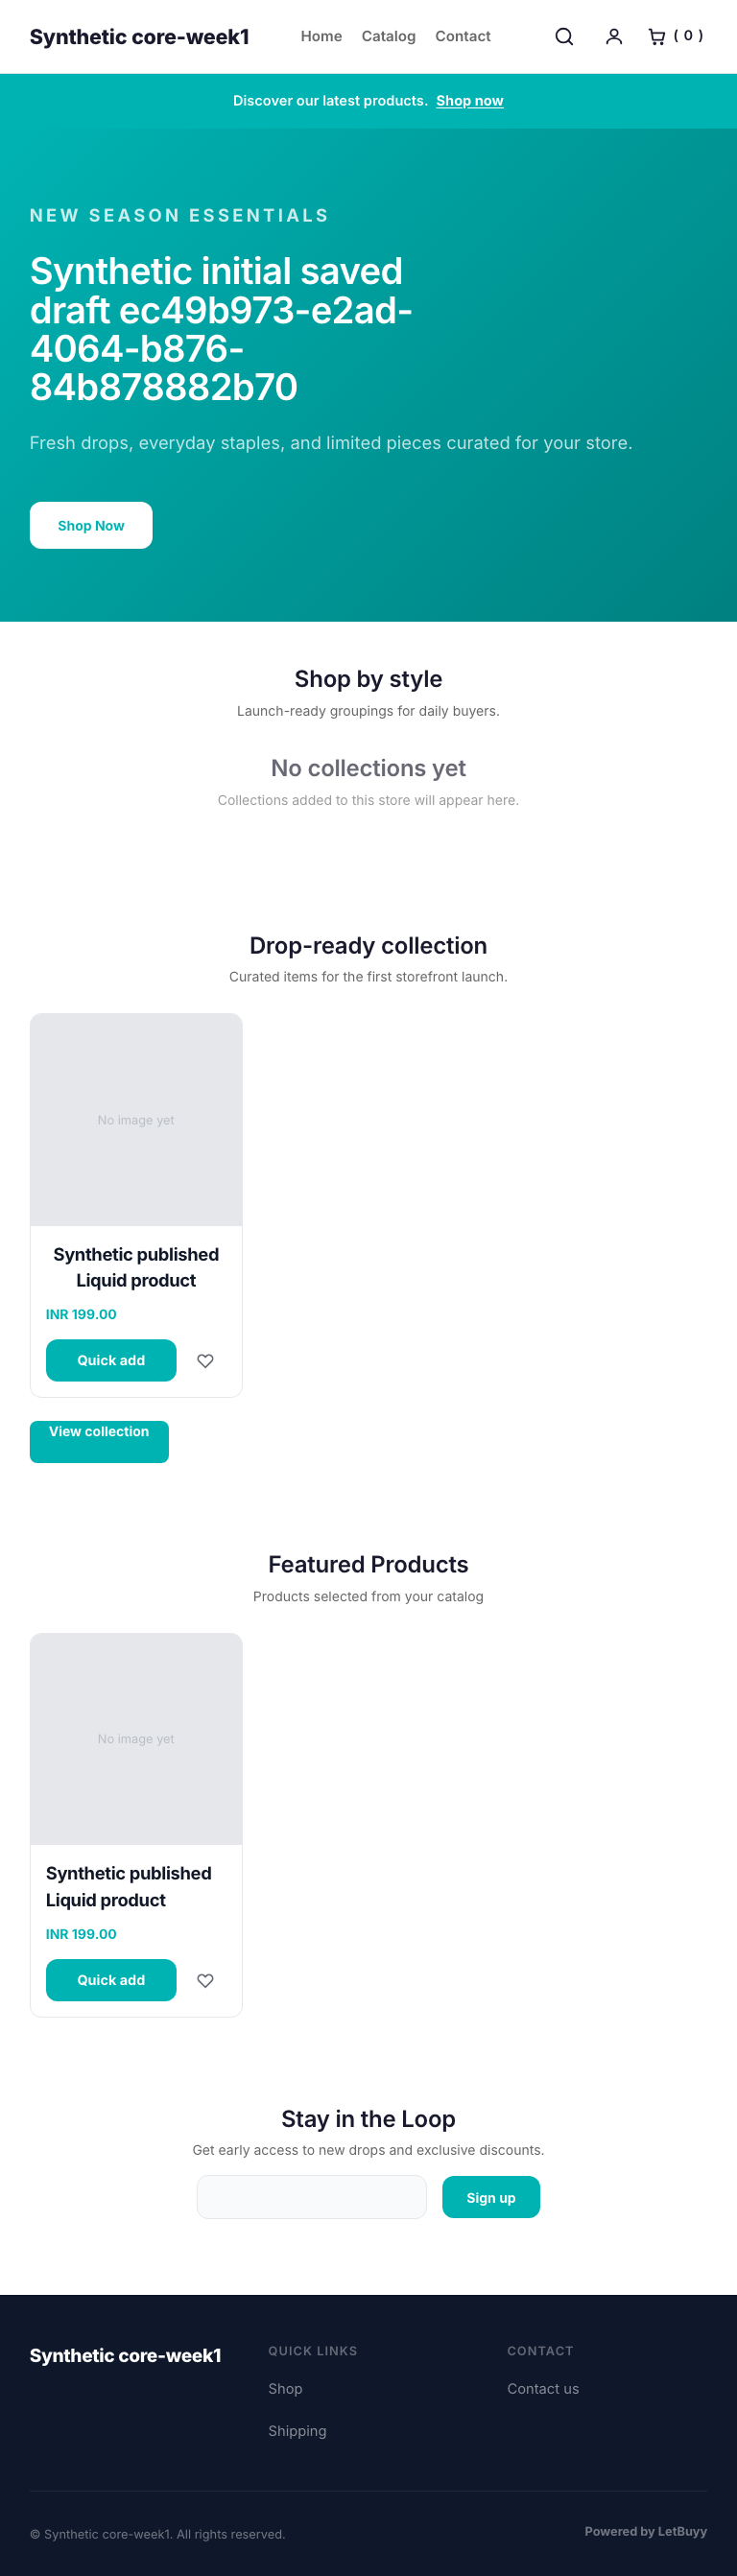 Synthetic core-week1 Home Catalog Contact ( 0 )
Discover our latest products. Shop now
NEW SEASON ESSENTIALS
Synthetic initial saved
draft ec49b973-e2ad-
4064-b876-
84b878882b70
Fresh drops, everyday staples, and limited pieces curated for your store.
Shop Now
Shop by style
Launch-ready groupings for daily buyers.
No collections yet
Collections added to this store will appear here.
Drop-ready collection
Curated items for the first storefront launch.
No image yet
Synthetic published
Liquid product
INR 199.00
Quick add
View collection
Featured Products
Products selected from your catalog
No image yet
Synthetic published
Liquid product
INR 199.00
Quick add
Stay in the Loop
Get early access to new drops and exclusive discounts.
Sign up
Synthetic core-week1
QUICK LINKS
Shop
Shipping
CONTACT
Contact us
© Synthetic core-week1. All rights reserved.
Powered by LetBuyy